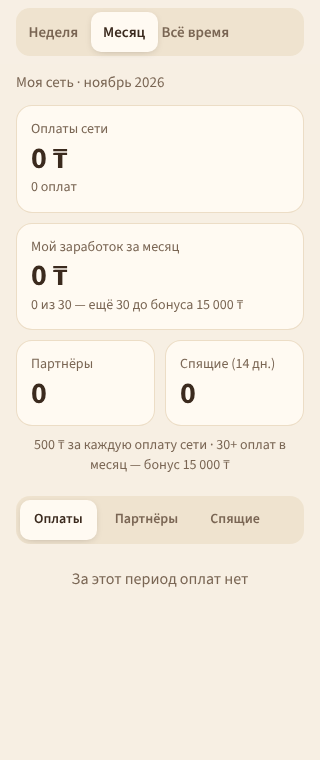 Неделя Месяц Всё время
Моя сеть · ноябрь 2026
Оплаты сети
0 ₸
0 оплат
Мой заработок за месяц
0 ₸
0 из 30 — ещё 30 до бонуса 15 000 ₸
Партнёры
0
Спящие (14 дн.)
0
500 ₸ за каждую оплату сети · 30+ оплат в
месяц — бонус 15 000 ₸
Оплаты Партнёры Спящие
За этот период оплат нет